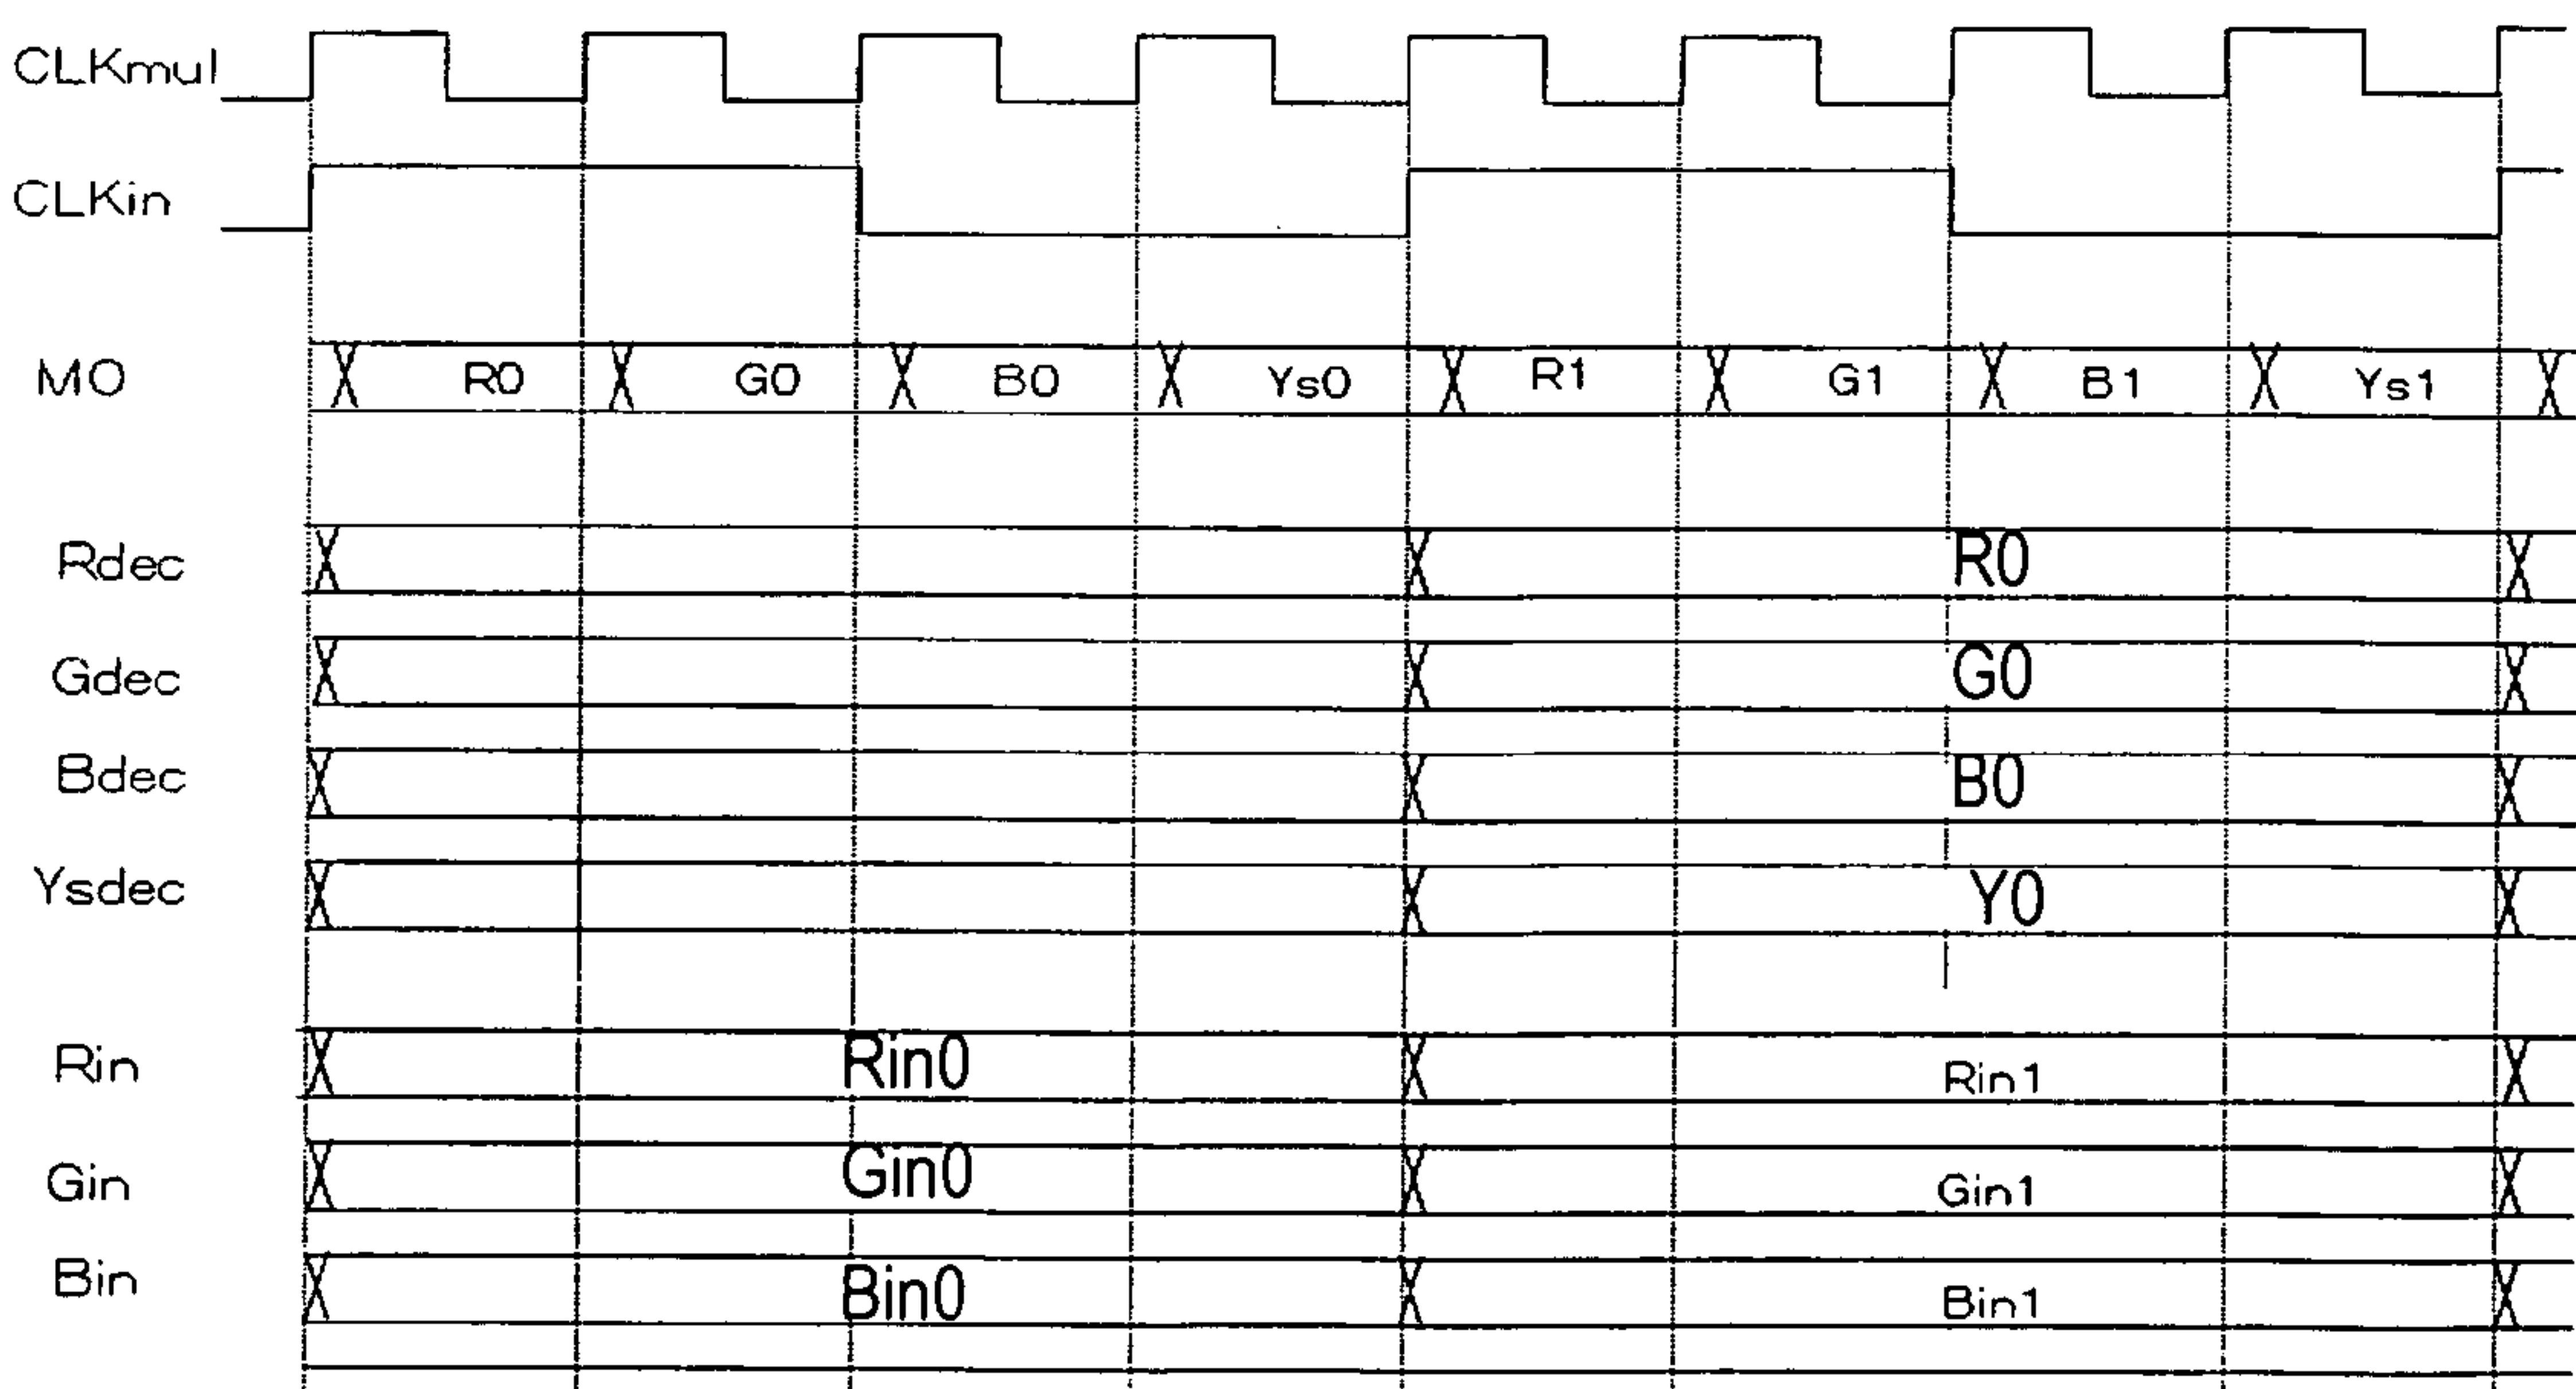 CLKmul
CLKin
MO R0 G0 B0 Ys0 R1 G1 B1 Ys1
Rdec R0
Gdec G0
Bdec B0
Ysdec Y0
Rin Rin0 Rin1
Gin Gin0 Gin1
Bin Bin0 Bin1